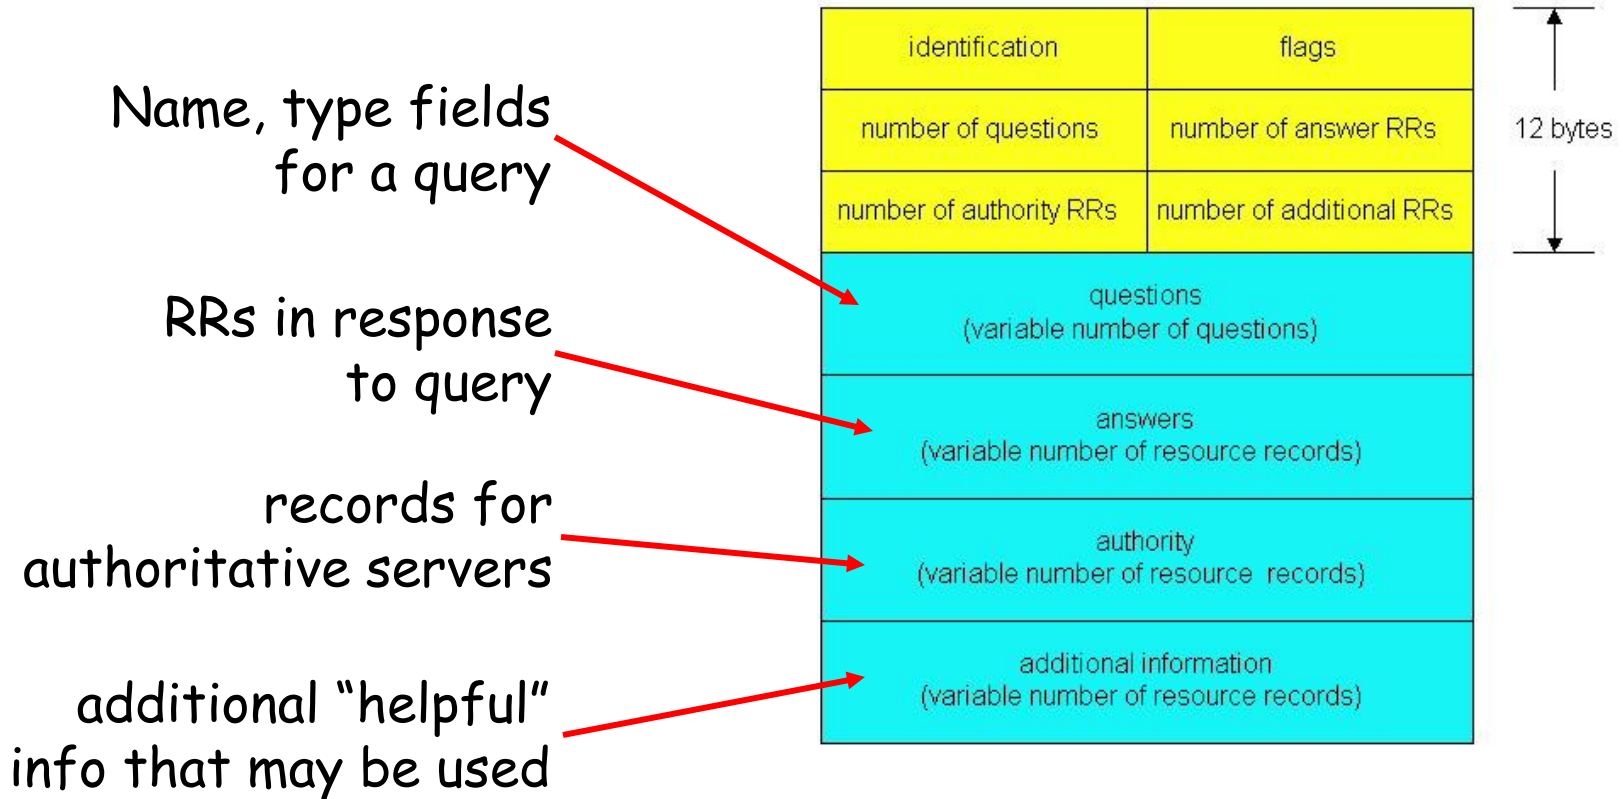 Name, type fields
for a query
RRs in response
to query
records for
authoritative servers
additional “helpful”
info that may be used
identification
flags
number of questions
number of answer RRs
number of authority RRs
number of additional RRs
12 bytes
questions
(variable number of questions)
answers
(variable number of resource records)
authority
(variable number of resource records)
additional information
(variable number of resource records)